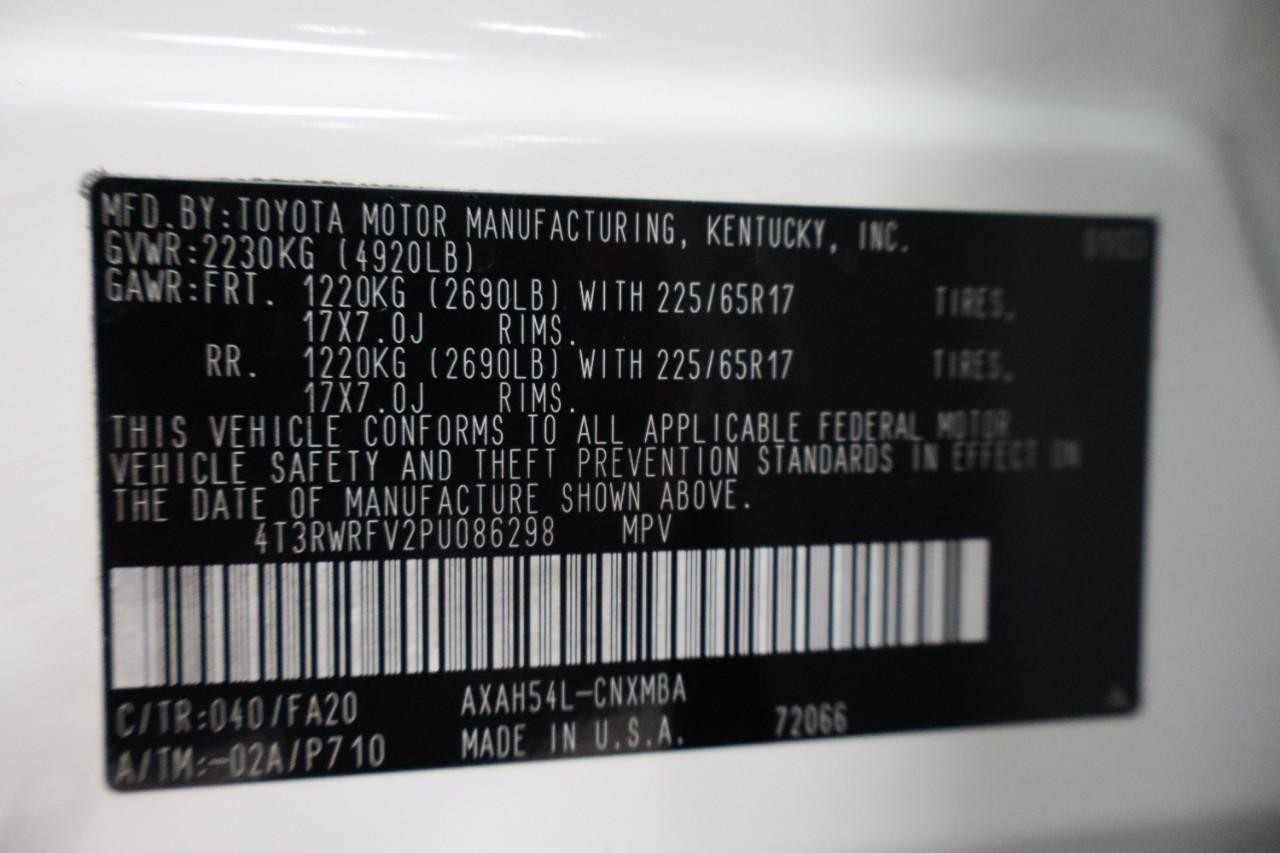 MFD.BY:TOYOTA MOTOR MANUFACTURING, KENTUCKY, INC.
GVWR:2230KG (4920LB)
GAWR:FRT. 1220KG (2690LB) WITH 225/65R17 TIRES.
17X7.0J RIMS.
RR. 1220KG (2690LB) WITH 225/65R17 TIRES.
17X7.0J RIMS.
THIS VEHICLE CONFORMS TO ALL APPLICABLE FEDERAL MOTOR
VEHICLE SAFETY AND THEFT PREVENTION STANDARDS IN EFFECT ON
THE DATE OF MANUFACTURE SHOWN ABOVE.
4T3RWRFV2PU086298 MPV
C/TR:040/FA20 AXAH54L-CNXMBA
A/TM:-02A/P710 MADE IN U.S.A. 72066